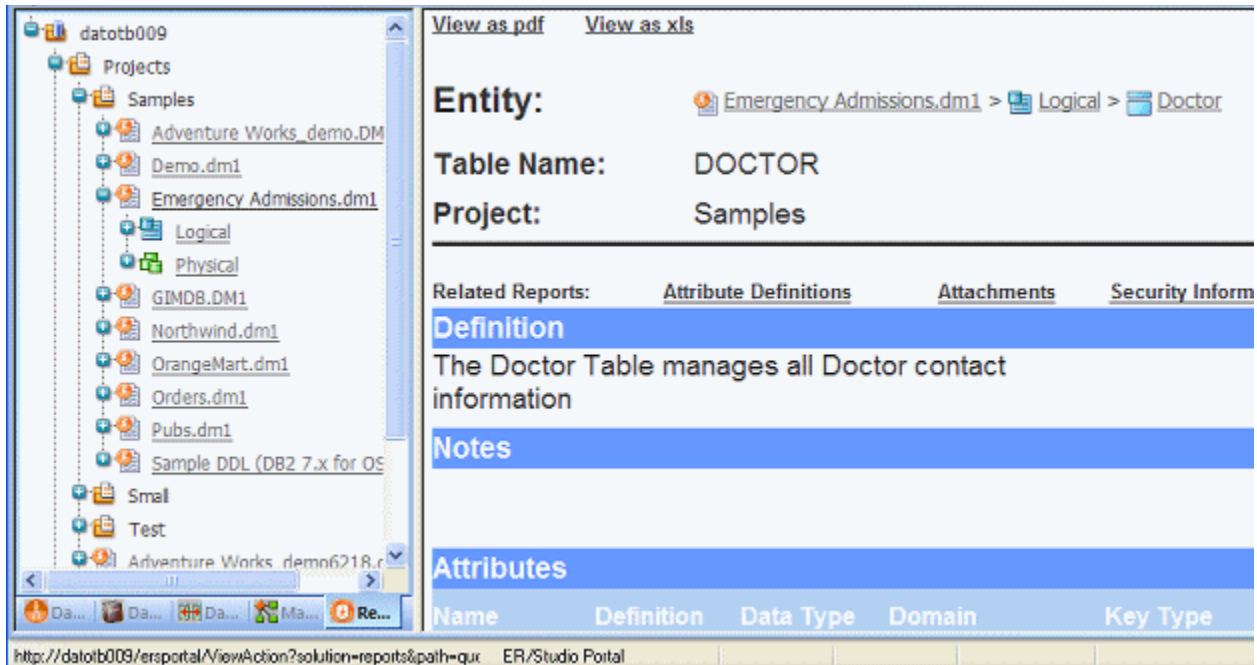 datotb009
Projects
Samples
Adventure Works_demo.DM
Demo.dm1
Emergency Admissions.dm1
Logical
Physical
GIMDB.DM1
Northwind.dm1
OrangeMart.dm1
Orders.dm1
Pubs.dm1
Sample DDL (DB2 7.x for OS
Small
Test
Adventure Works_demo6218.c
Da... Da... Da... Ma... Re...
View as pdf View as xls
Entity: Emergency Admissions.dm1 > Logical > Doctor
Table Name: DOCTOR
Project: Samples
Related Reports: Attribute Definitions Attachments Security Inform
Definition
The Doctor Table manages all Doctor contact
information
Notes
Attributes
Name Definition Data Type Domain Key Type
http://datotb009/ersportal/ViewAction?solution=reports&path=que ER/Studio Portal